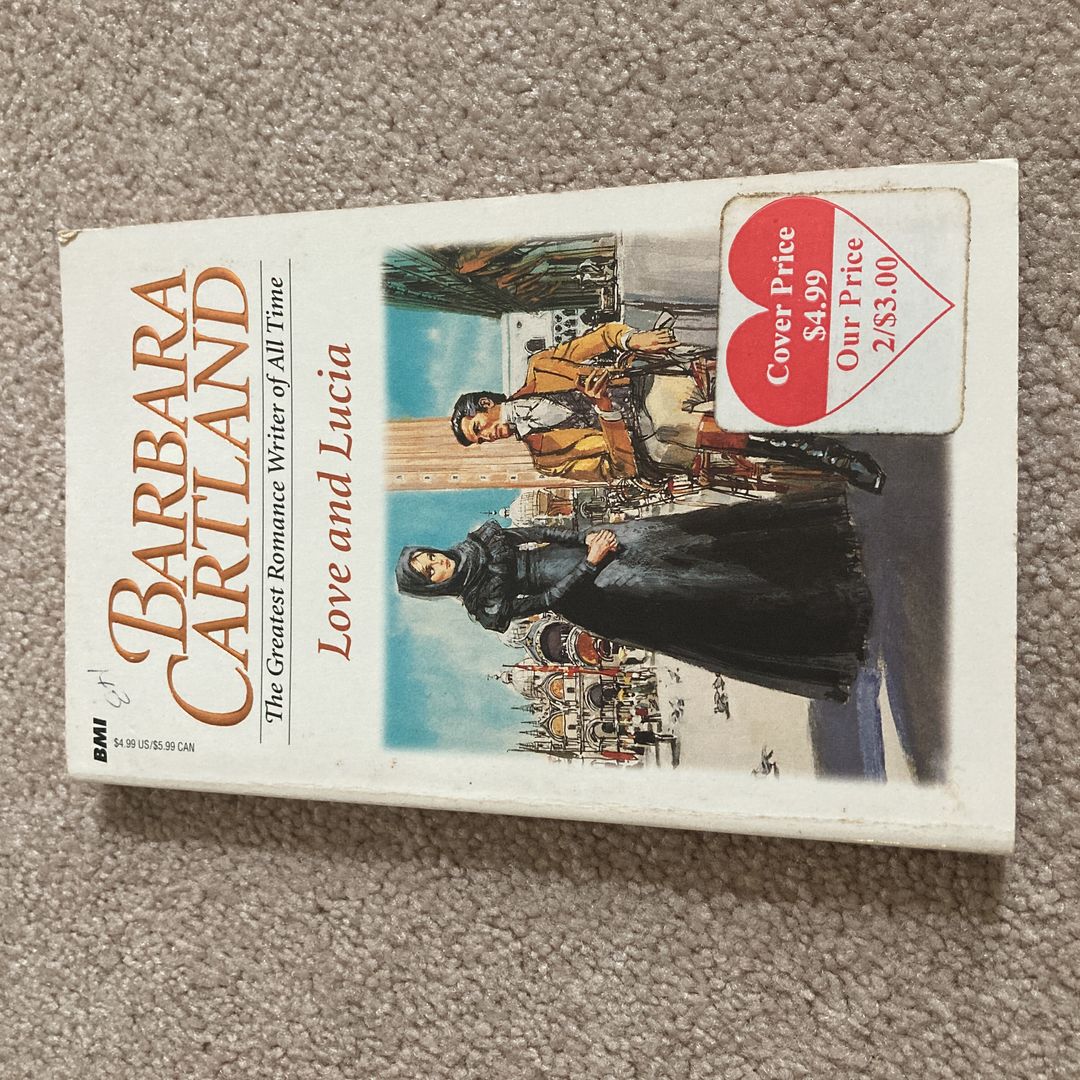 BMI
$4.99 US/$5.99 CAN
BARBARA
CARTLAND
The Greatest Romance Writer of All Time
Love and Lucia
Cover Price
$4.99
Our Price
2/$3.00